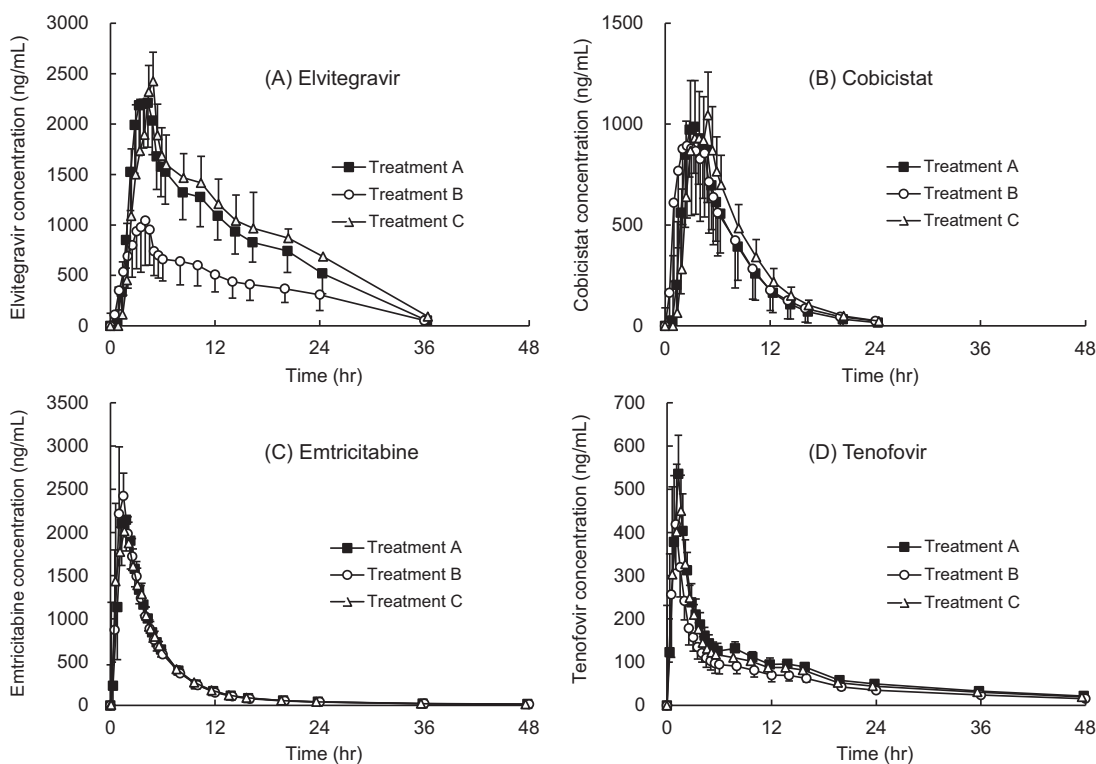 (A) Elvitegravir
Elvitegravir concentration (ng/mL)
3000
2500
2000
1500
1000
500
0
Treatment A
Treatment B
Treatment C
0 12 24 36 48
Time (hr)
(B) Cobicistat
Cobicistat concentration (ng/mL)
1500
1000
500
0
Treatment A
Treatment B
Treatment C
0 12 24 36 48
Time (hr)
(C) Emtricitabine
Emtricitabine concentration (ng/mL)
3500
3000
2500
2000
1500
1000
500
0
Treatment A
Treatment B
Treatment C
0 12 24 36 48
Time (hr)
(D) Tenofovir
Tenofovir concentration (ng/mL)
700
600
500
400
300
200
100
0
Treatment A
Treatment B
Treatment C
0 12 24 36 48
Time (hr)